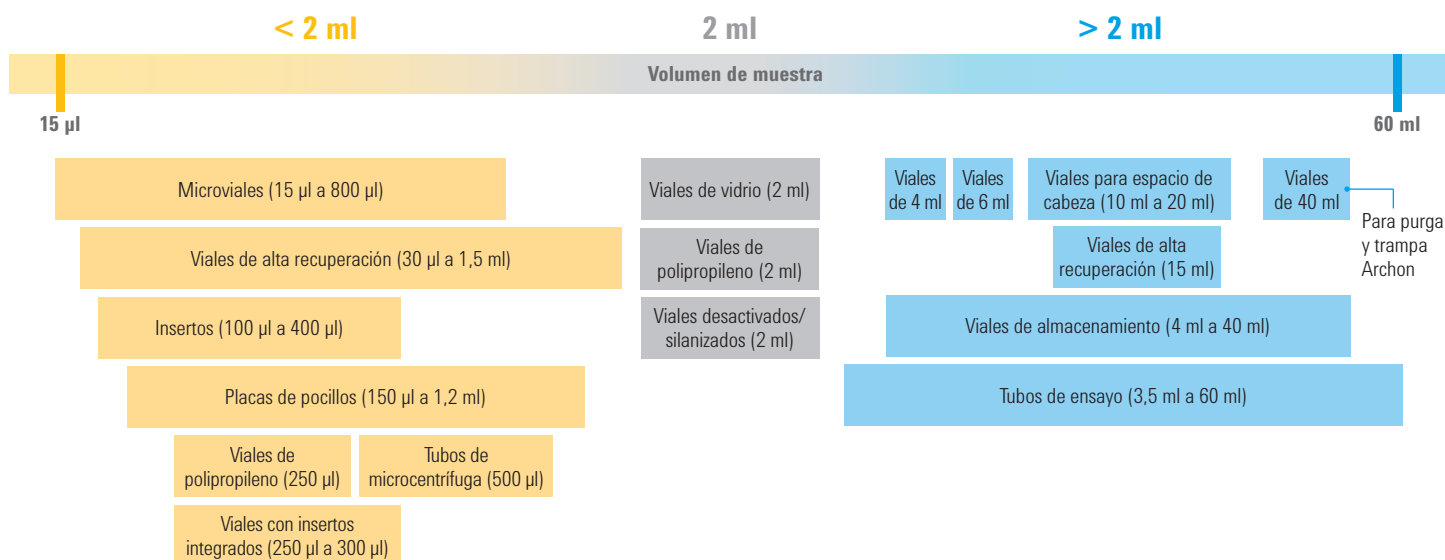 < 2 ml
2 ml
> 2 ml
Volumen de muestra
15 µl
60 ml
Microviales (15 µl a 800 µl)
Viales de vidrio (2 ml)
Viales
de 4 ml
Viales
de 6 ml
Viales para espacio de
cabeza (10 ml a 20 ml)
Viales
de 40 ml
Para purga
y trampa
Archon
Viales de alta recuperación (30 µl a 1,5 ml)
Viales de
polipropileno (2 ml)
Viales de alta
recuperación (15 ml)
Insertos (100 µl a 400 µl)
Viales desactivados/
silanizados (2 ml)
Viales de almacenamiento (4 ml a 40 ml)
Placas de pocillos (150 µl a 1,2 ml)
Tubos de ensayo (3,5 ml a 60 ml)
Viales de
polipropileno (250 µl)
Tubos de
microcentrífuga (500 µl)
Viales con insertos
integrados (250 µl a 300 µl)